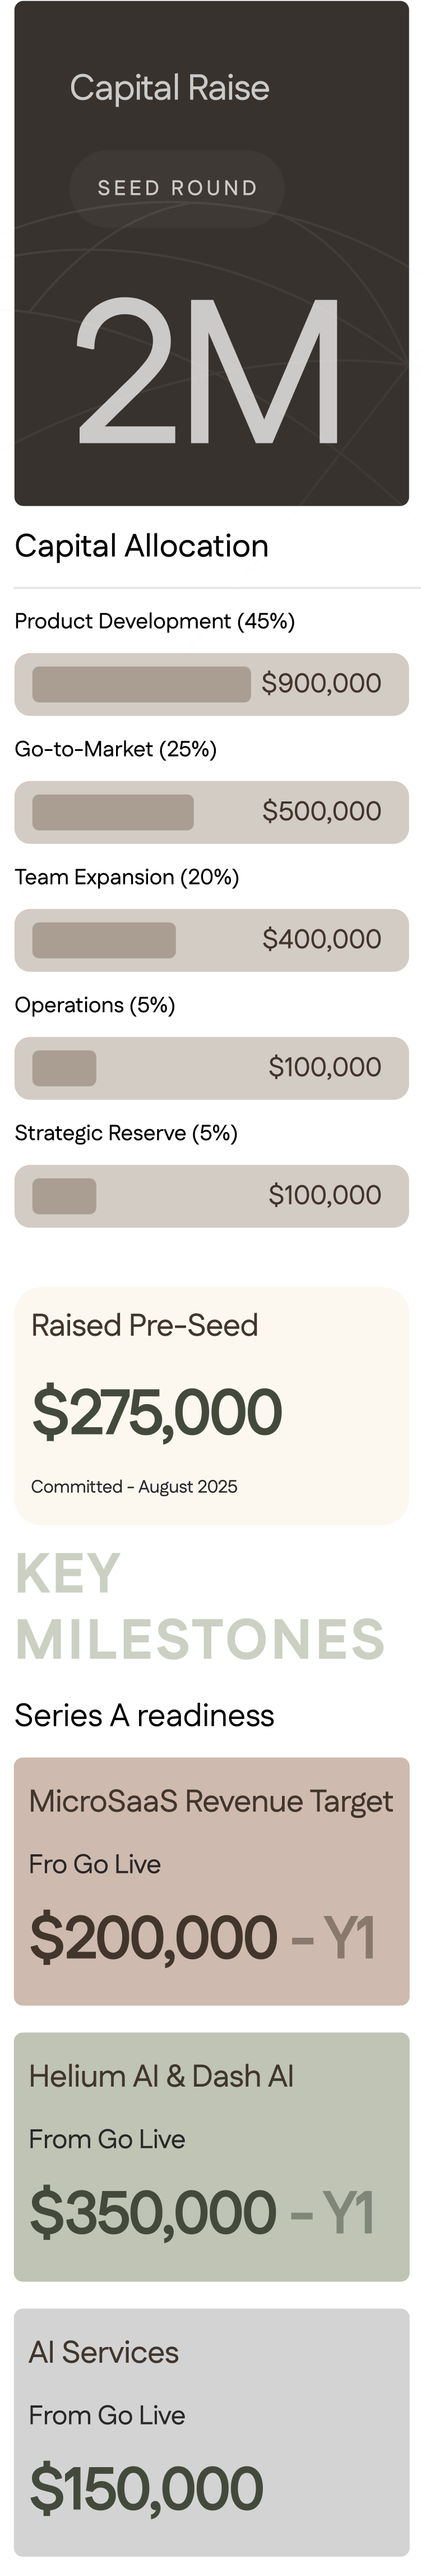 Capital Raise
SEED ROUND
2M
Capital Allocation
Product Development (45%)
$900,000
Go-to-Market (25%)
$500,000
Team Expansion (20%)
$400,000
Operations (5%)
$100,000
Strategic Reserve (5%)
$100,000
Raised Pre-Seed
$275,000
Committed - August 2025
KEY
MILESTONES
Series A readiness
MicroSaaS Revenue Target
Fro Go Live
$200,000 - Y1
Helium AI & Dash AI
From Go Live
$350,000 - Y1
AI Services
From Go Live
$150,000